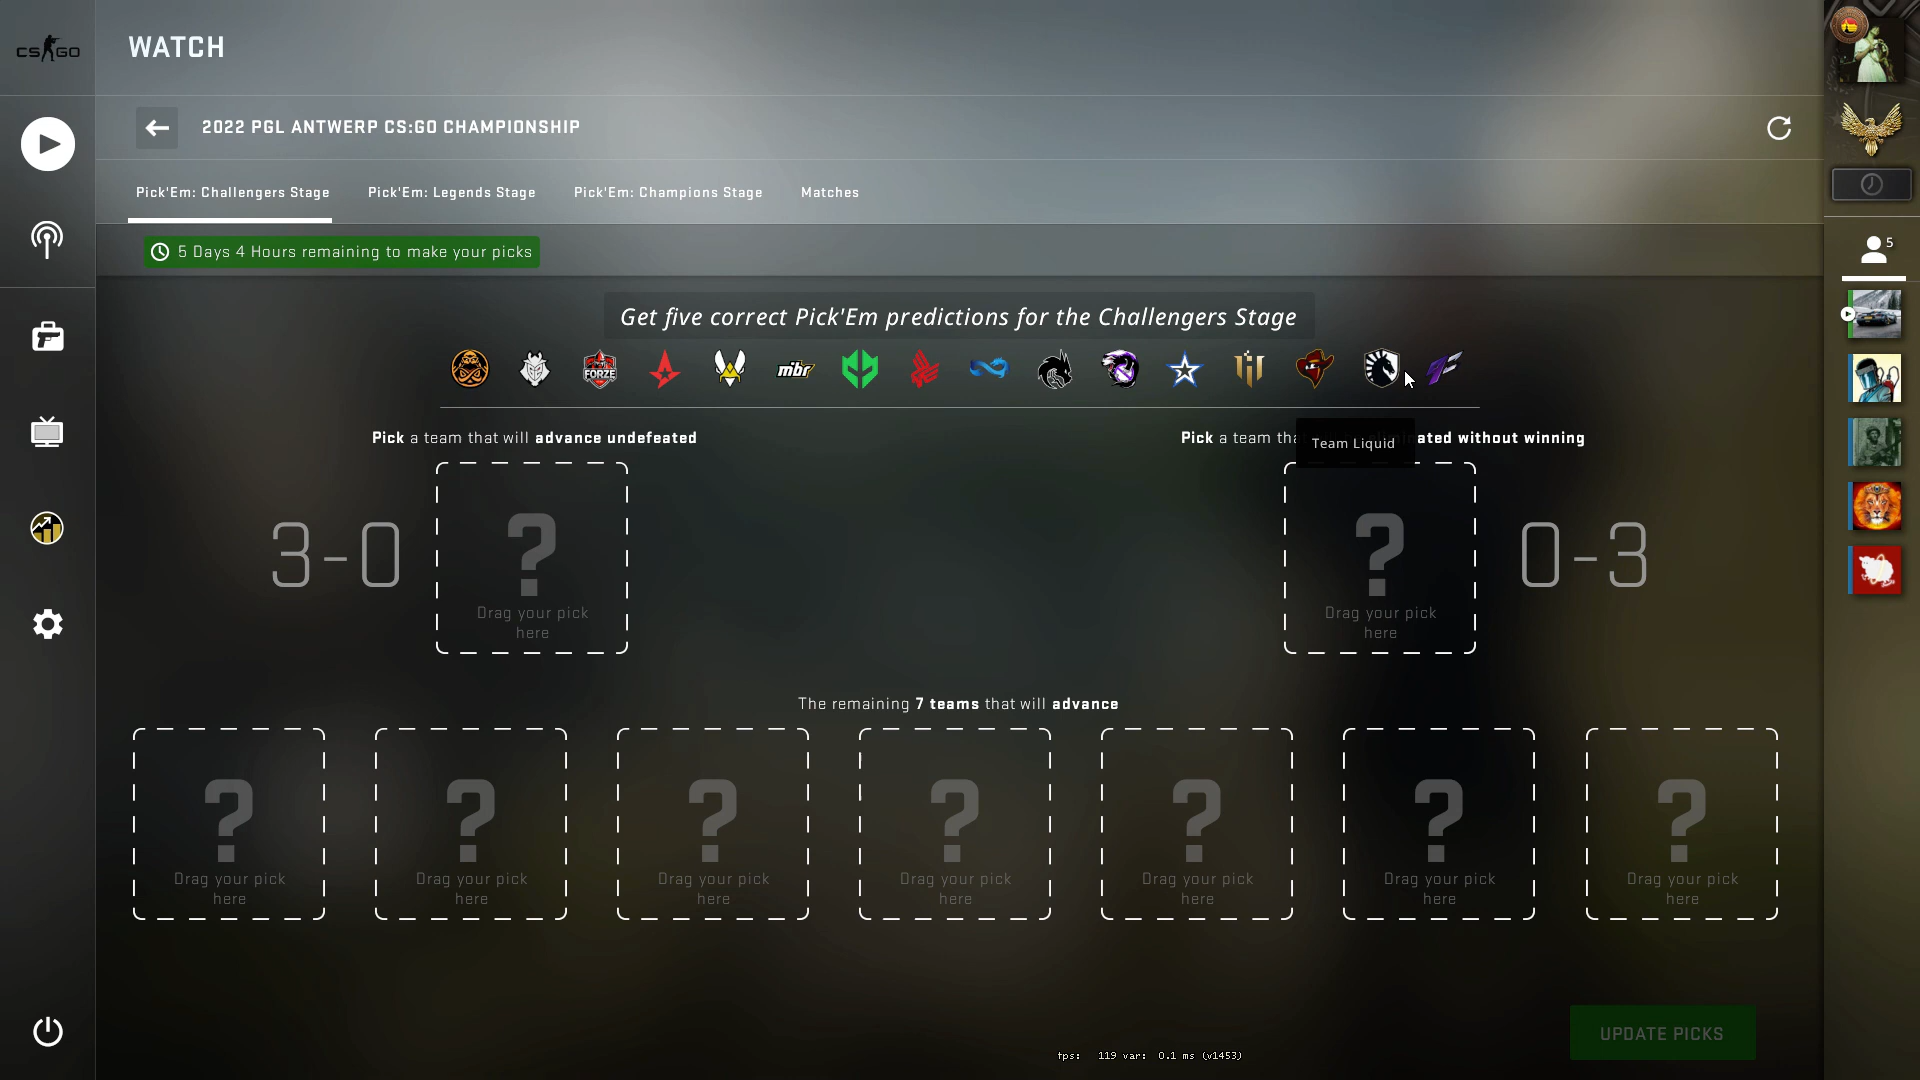 CS GO
WATCH
2022 PGL ANTWERP CS:GO CHAMPIONSHIP
Pick'Em: Challengers Stage
Pick'Em: Legends Stage
Pick'Em: Champions Stage
Matches
5 Days 4 Hours remaining to make your picks
5
Get five correct Pick'Em predictions for the Challengers Stage
FORZE
mbr
Pick a team that will advance undefeated
Pick a team tha
ated without winning
Team Liquid
3-0
?
Drag your pick
here
?
Drag your pick
here
0-3
The remaining 7 teams that will advance
?
Drag your pick
here
?
Drag your pick
here
?
Drag your pick
here
?
Drag your pick
here
?
Drag your pick
here
?
Drag your pick
here
?
Drag your pick
here
UPDATE PICKS
fps: 119 var: 0.1 ms (v1453)